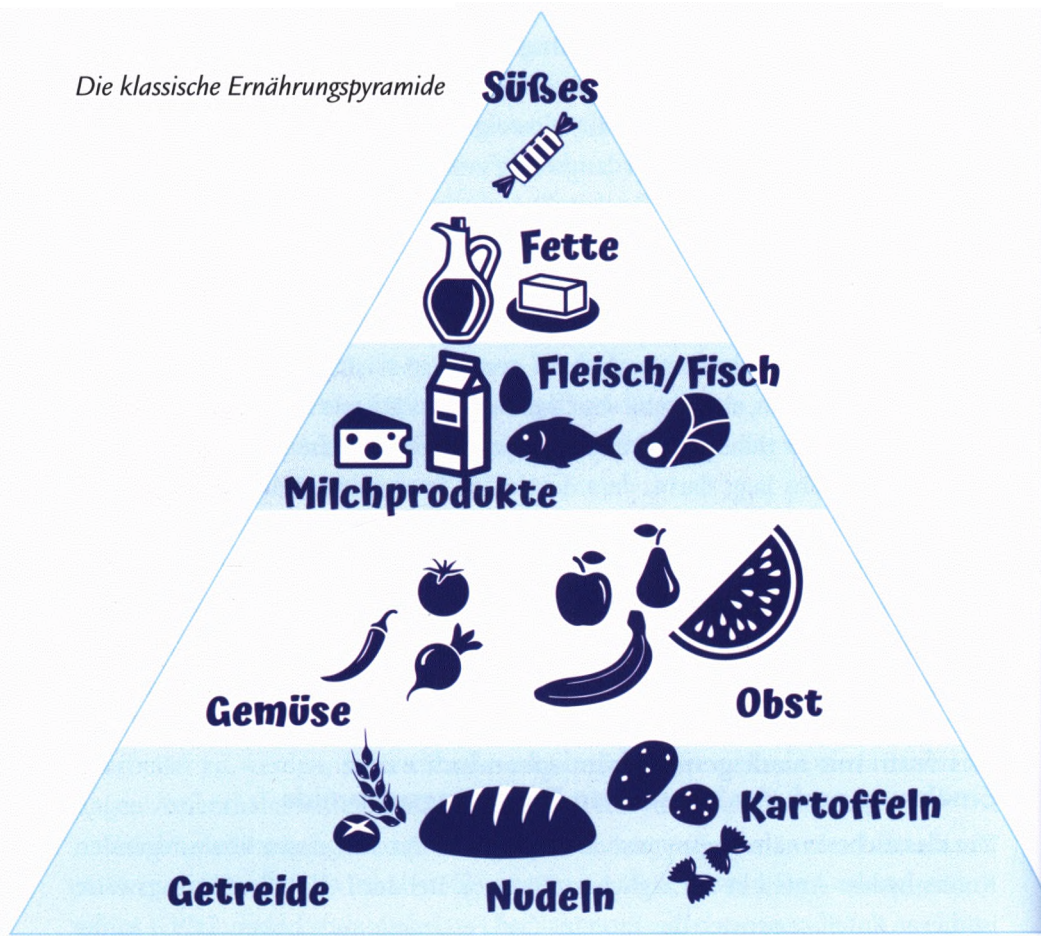 Die klassische Ernährungspyramide
Süßes
Fette
Fleisch/Fisch
Milchprodukte
Gemüse
Obst
Kartoffeln
Getreide
Nudeln